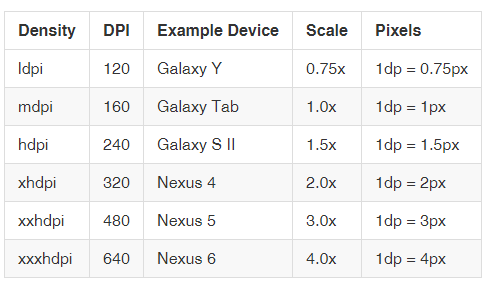 Density DPI Example Device Scale Pixels
ldpi 120 Galaxy Y 0.75x 1dp = 0.75px
mdpi 160 Galaxy Tab 1.0x 1dp = 1px
hdpi 240 Galaxy S II 1.5x 1dp = 1.5px
xhdpi 320 Nexus 4 2.0x 1dp = 2px
xxhdpi 480 Nexus 5 3.0x 1dp = 3px
xxxhdpi 640 Nexus 6 4.0x 1dp = 4px